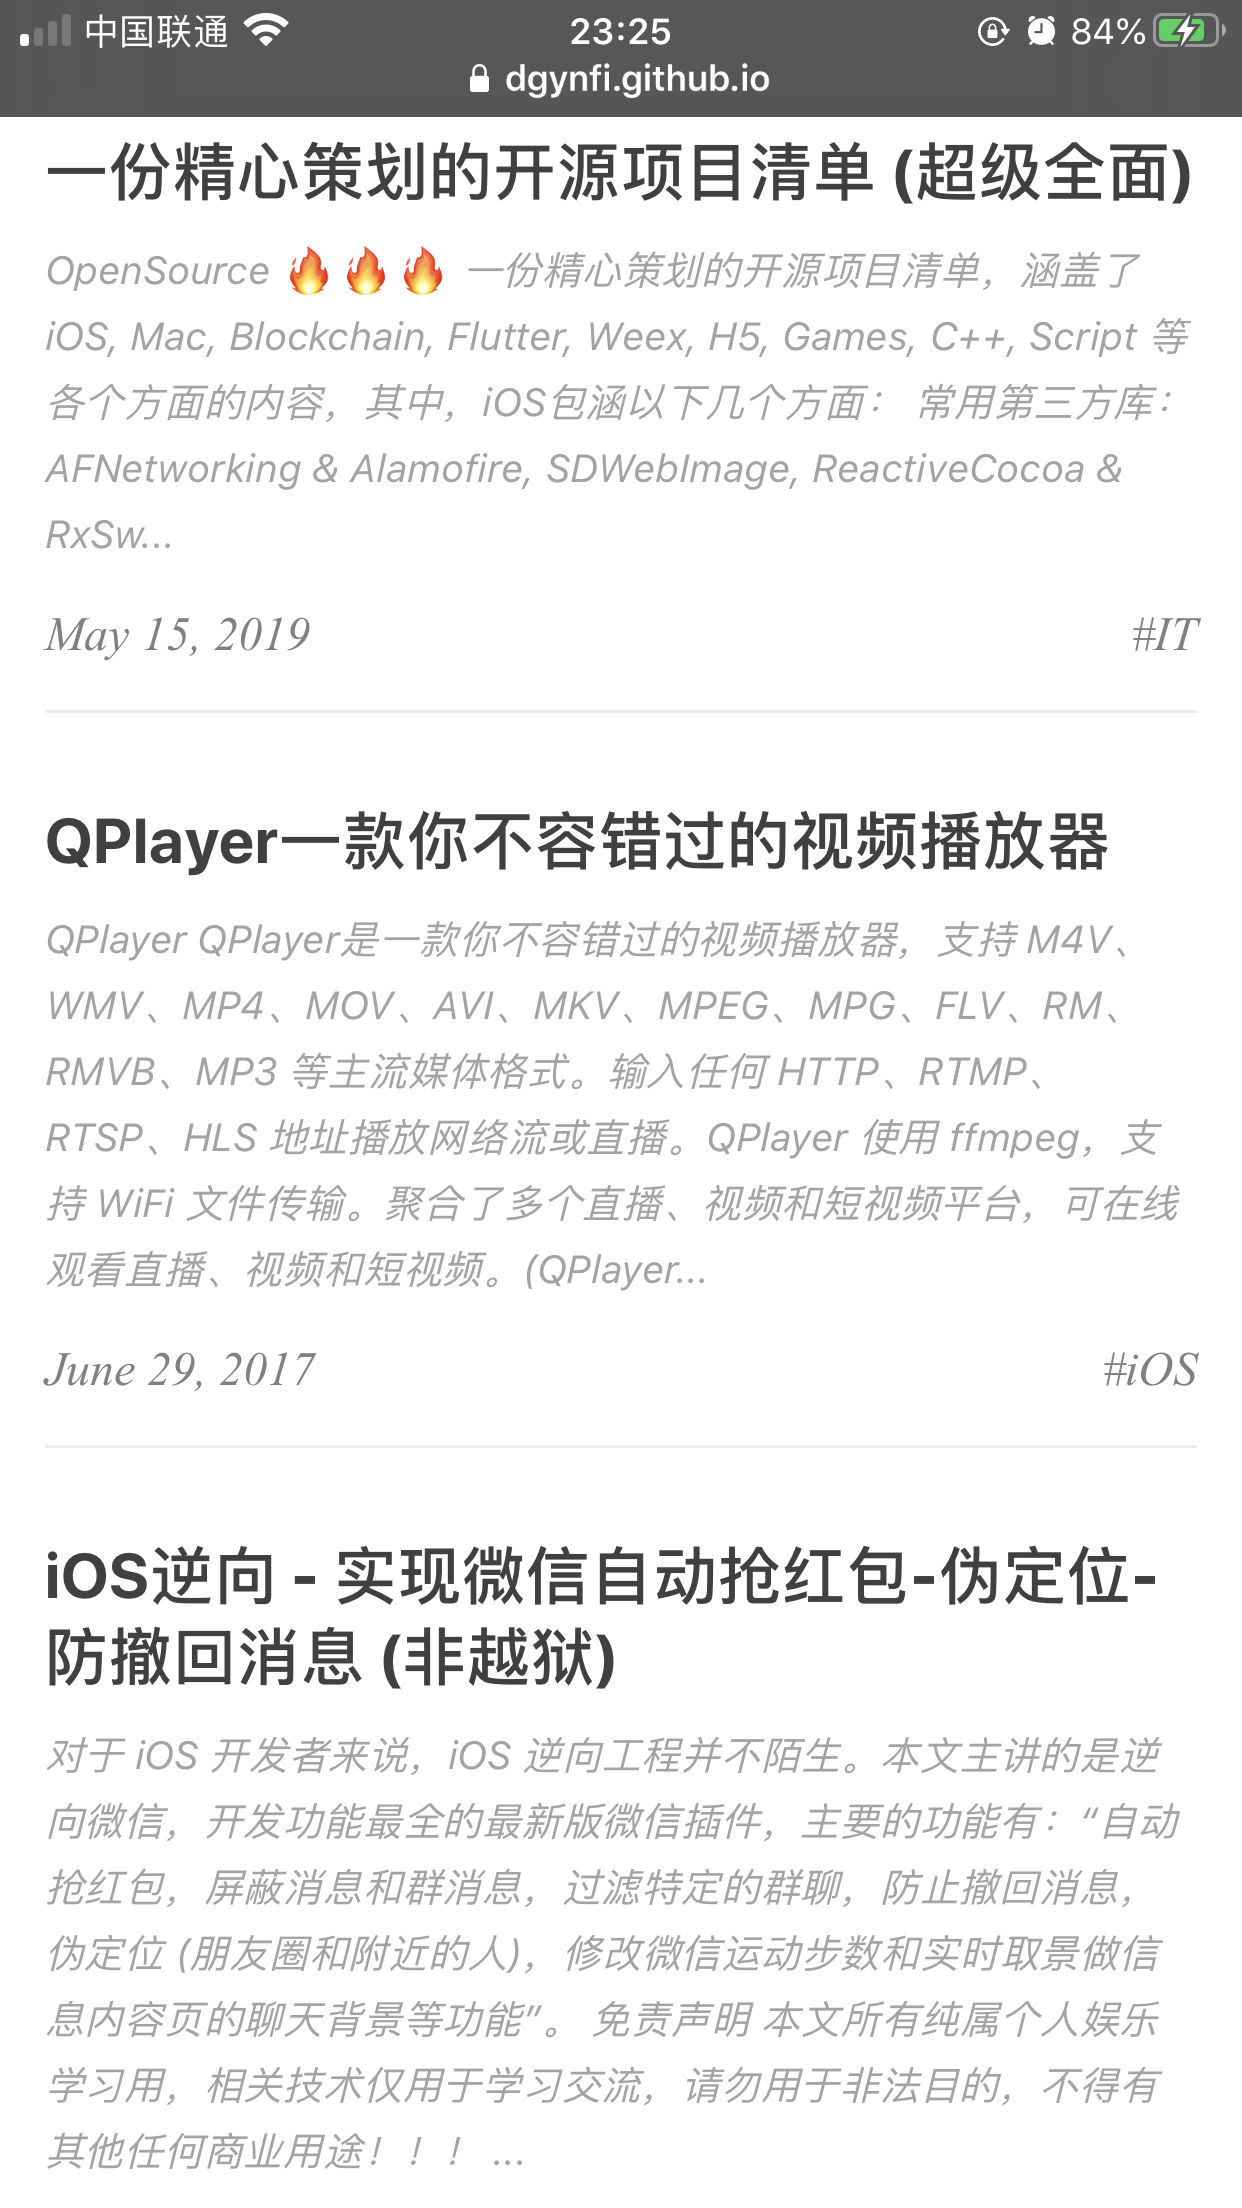 中国联通 23:25 84%
dgynfi.github.io
一份精心策划的开源项目清单 (超级全面)
OpenSource 🔥🔥🔥 一份精心策划的开源项目清单，涵盖了
iOS, Mac, Blockchain, Flutter, Weex, H5, Games, C++, Script 等
各个方面的内容，其中，iOS包涵以下几个方面： 常用第三方库：
AFNetworking & Alamofire, SDWebImage, ReactiveCocoa &
RxSw...
May 15, 2019 #IT
QPlayer一款你不容错过的视频播放器
QPlayer QPlayer是一款你不容错过的视频播放器，支持 M4V、
WMV、MP4、MOV、AVI、MKV、MPEG、MPG、FLV、RM、
RMVB、MP3 等主流媒体格式。输入任何 HTTP、RTMP、
RTSP、HLS 地址播放网络流或直播。QPlayer 使用 ffmpeg，支
持 WiFi 文件传输。聚合了多个直播、视频和短视频平台，可在线
观看直播、视频和短视频。(QPlayer...
June 29, 2017 #iOS
iOS逆向 - 实现微信自动抢红包-伪定位-
防撤回消息 (非越狱)
对于 iOS 开发者来说，iOS 逆向工程并不陌生。本文主讲的是逆
向微信，开发功能最全的最新版微信插件，主要的功能有：“自动
抢红包，屏蔽消息和群消息，过滤特定的群聊，防止撤回消息，
伪定位 (朋友圈和附近的人)，修改微信运动步数和实时取景做信
息内容页的聊天背景等功能”。 免责声明 本文所有纯属个人娱乐
学习用，相关技术仅用于学习交流，请勿用于非法目的，不得有
其他任何商业用途！！！ ...